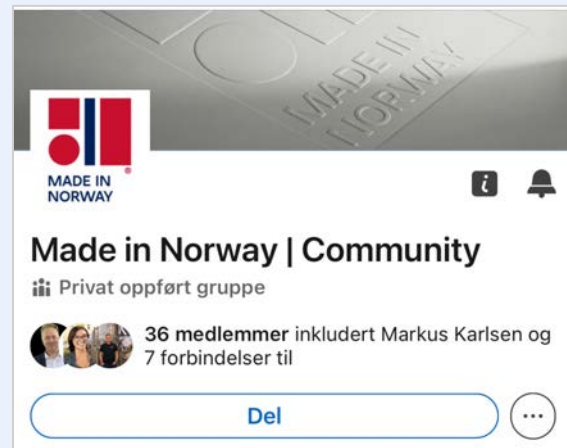 MADE IN
NORWAY
MADE IN
NORWAY
®
i
Made in Norway | Community
Privat oppført gruppe
36 medlemmer inkludert Markus Karlsen og
7 forbindelser til
Del
...